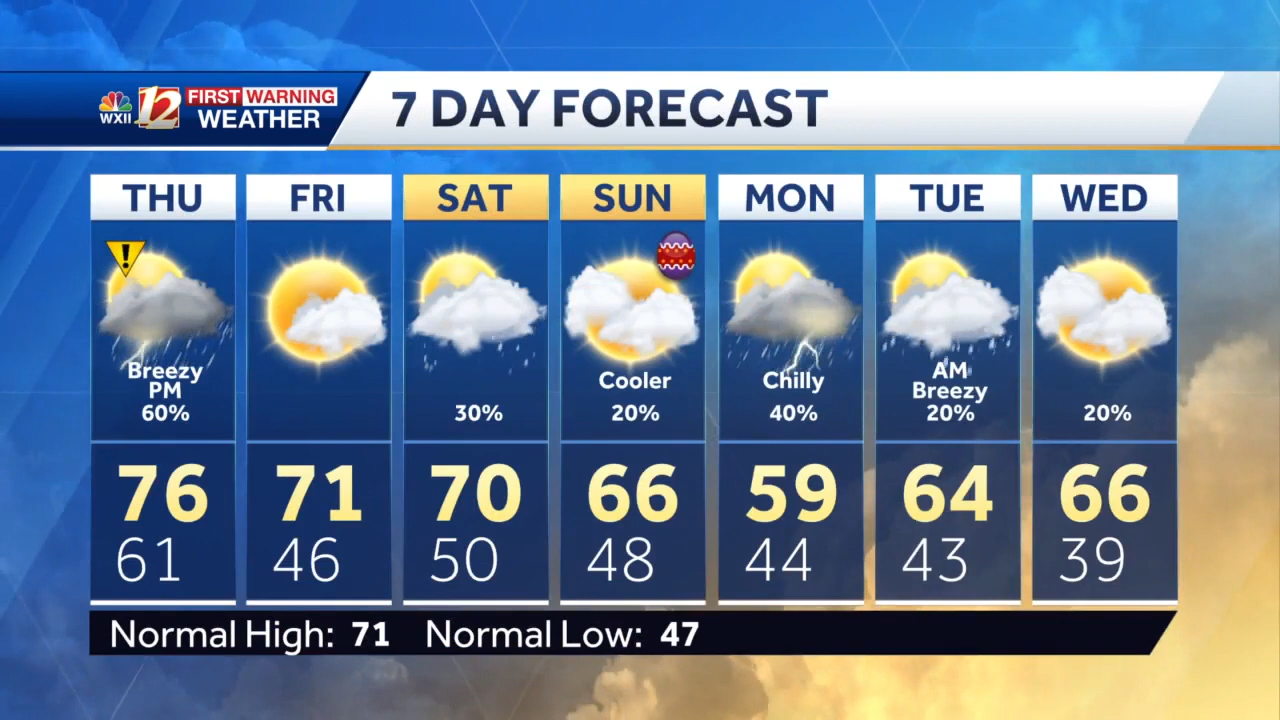 WXII 12 FIRST WARNING
WEATHER
7 DAY FORECAST
THU FRI SAT SUN MON TUE WED
!
Breezy
PM
60%
30%
Cooler
20%
Chilly
40%
AM
Breezy
20%
20%
76 71 70 66 59 64 66
61 46 50 48 44 43 39
Normal High: 71 Normal Low: 47